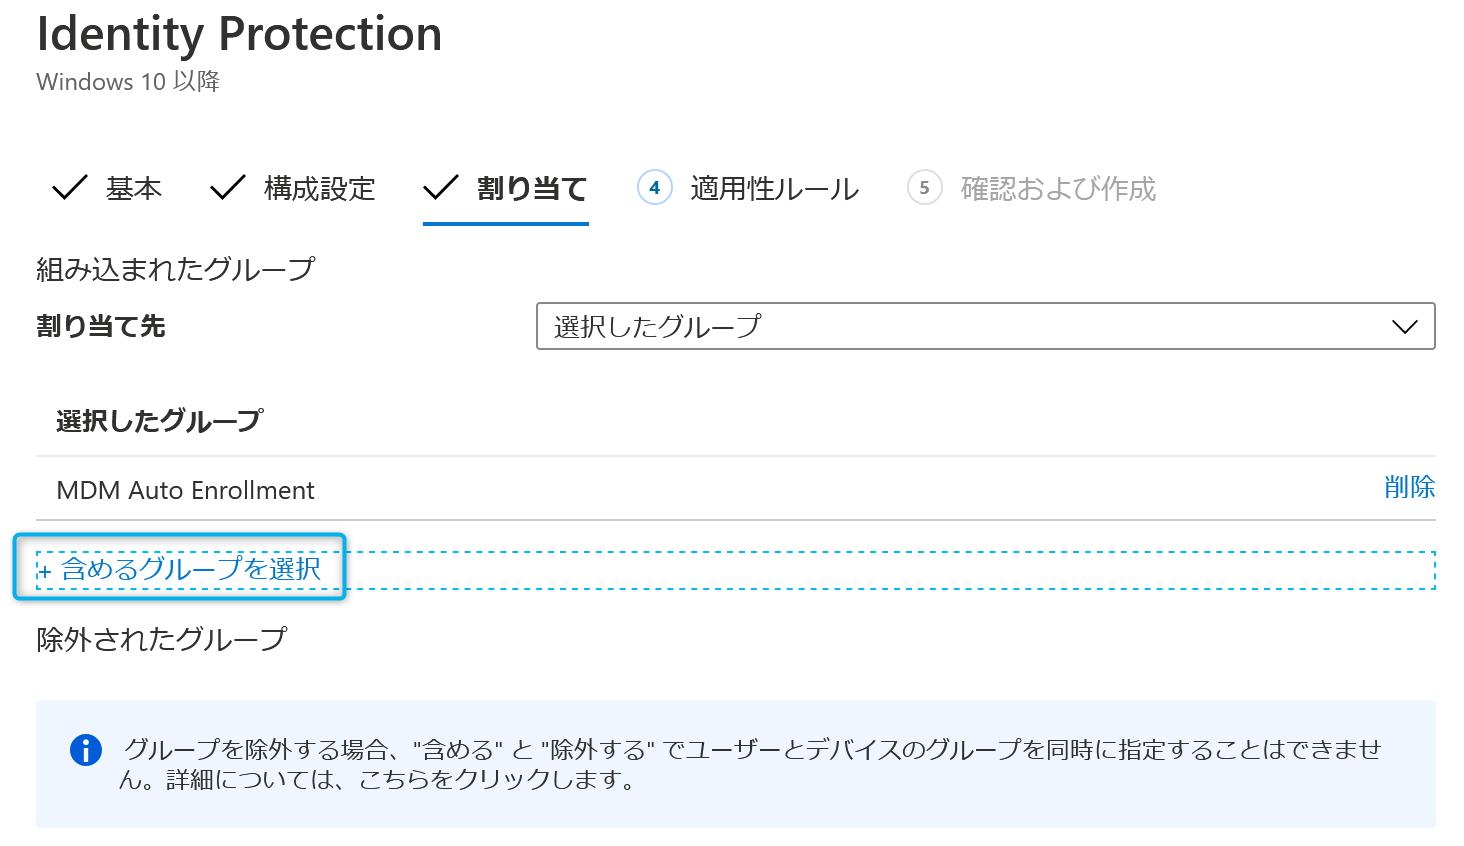 Identity Protection
Windows 10 以降
基本 構成設定 割り当て 4 適用性ルール 5 確認および作成
組み込まれたグループ
割り当て先 選択したグループ
選択したグループ
MDM Auto Enrollment 削除
+ 含めるグループを選択
除外されたグループ
グループを除外する場合、"含める" と "除外する" でユーザーとデバイスのグループを同時に指定することはできませ
ん。詳細については、こちらをクリックします。